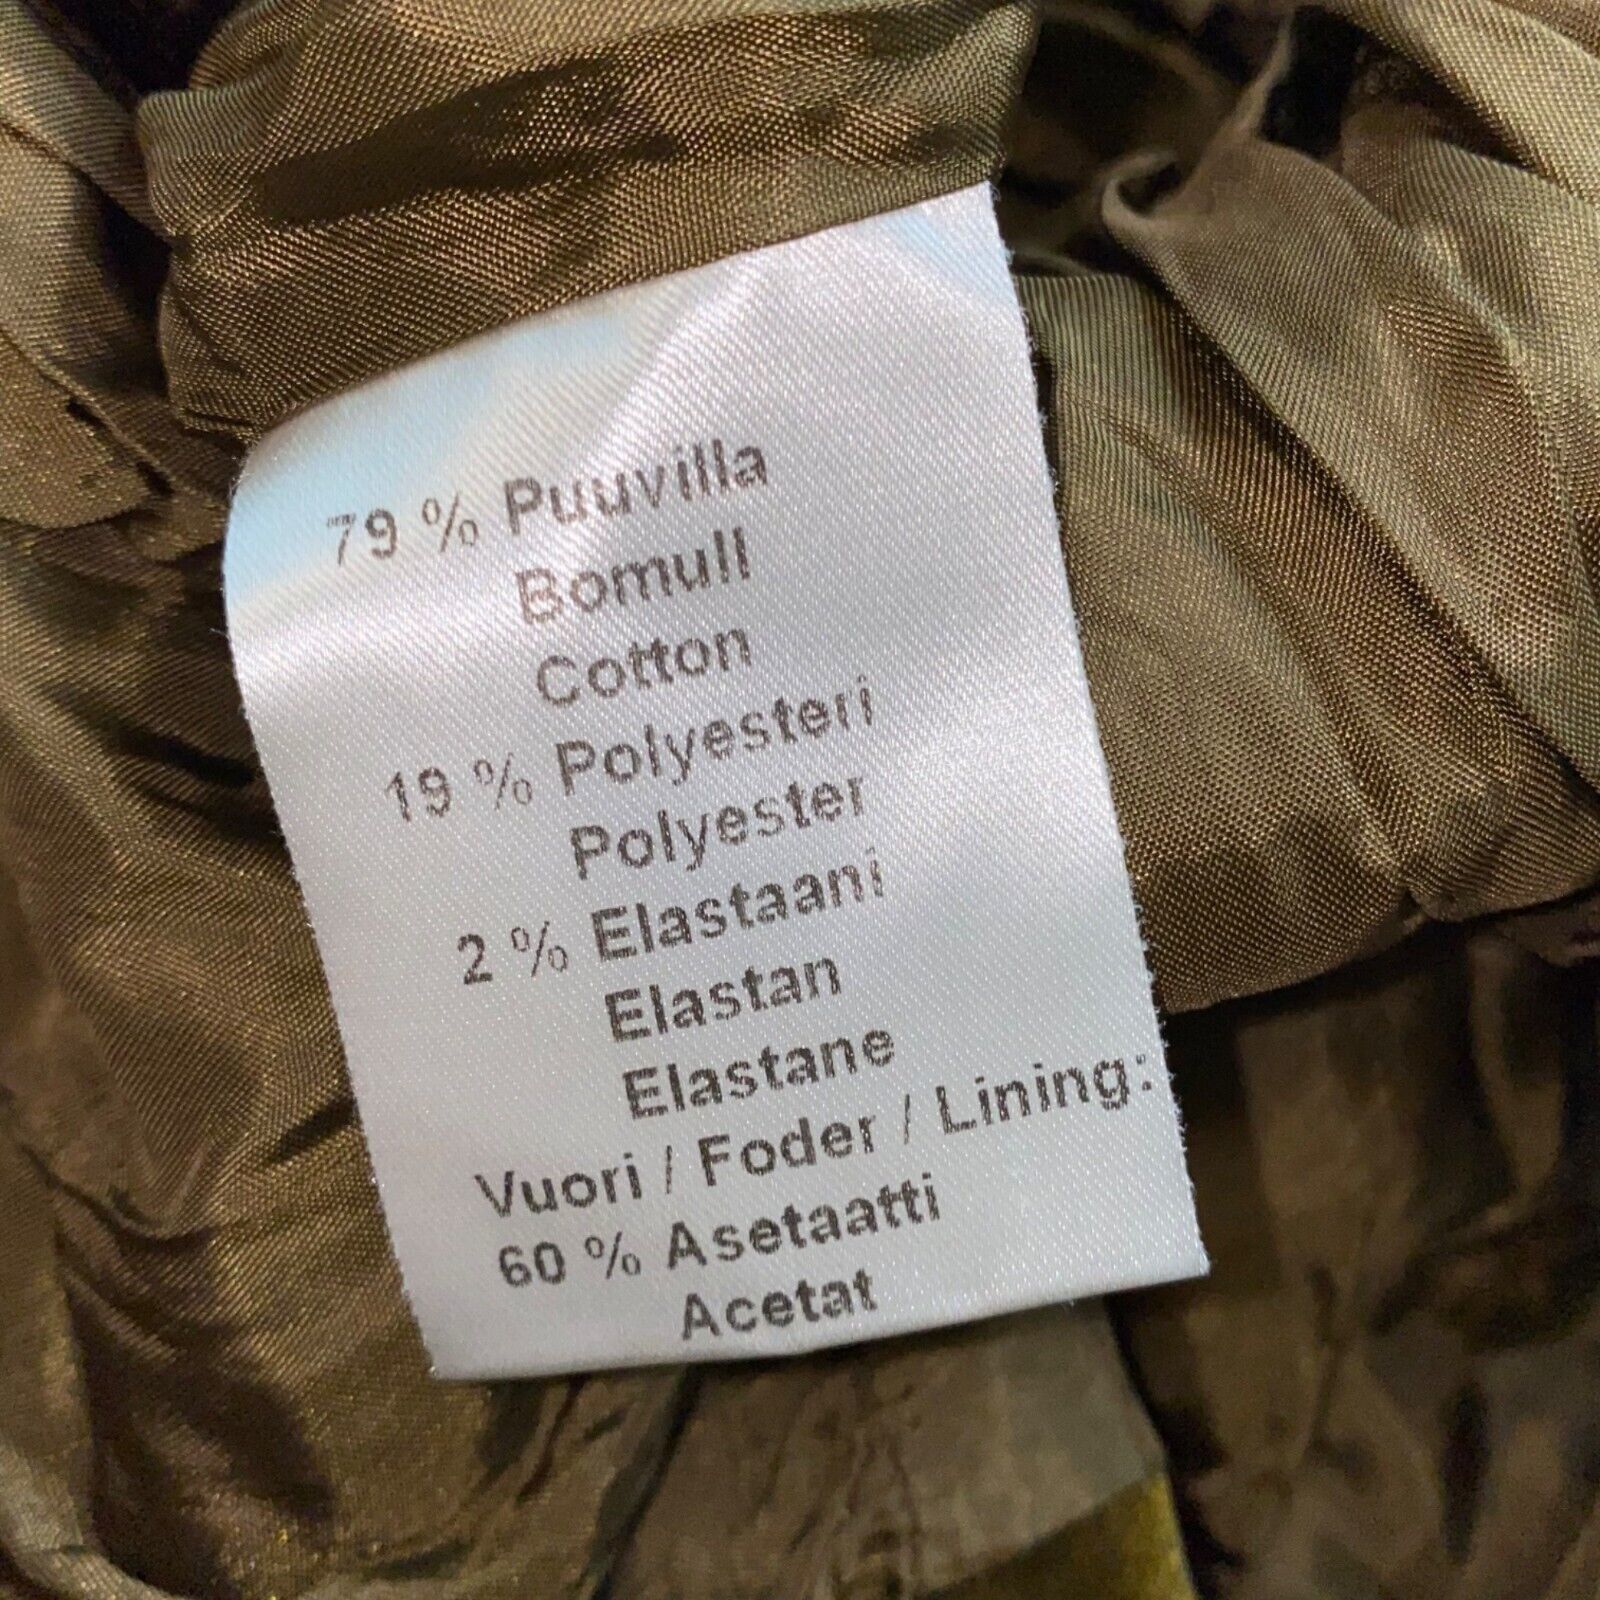 79 % Puuvilla
Bomull
Cotton
19 % Polyesteri
Polyester
2 % Elastaani
Elastan
Elastane
Vuori / Foder / Lining:
60 % Asetaatti
Acetat